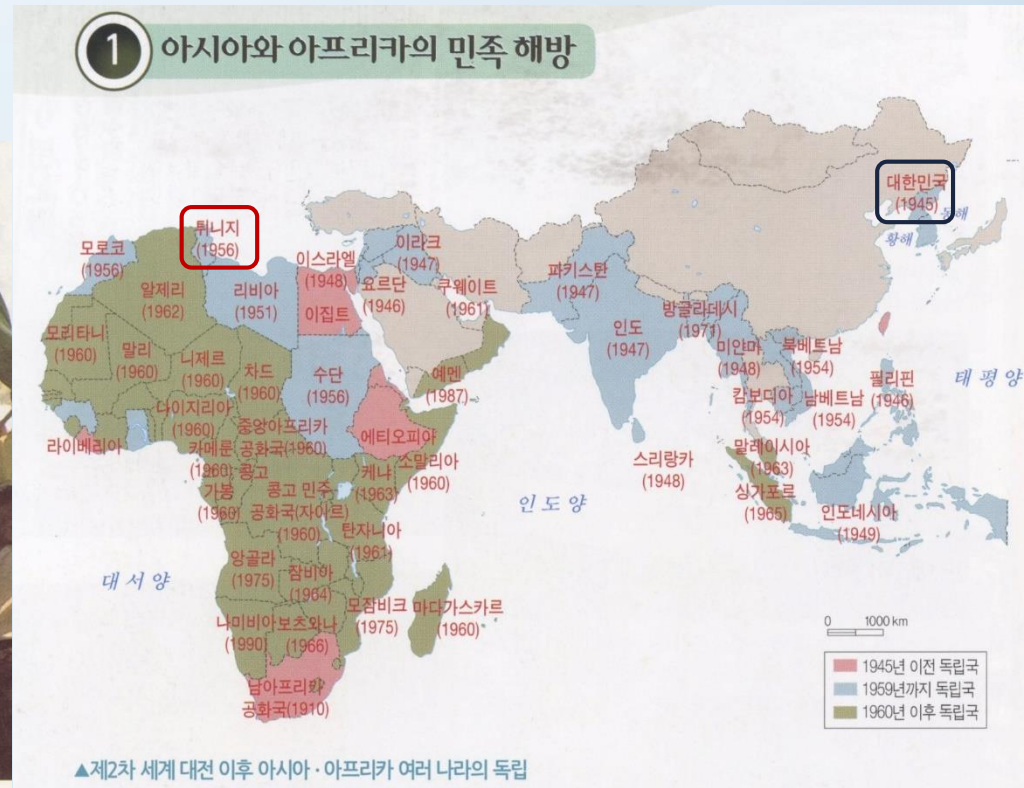 1 아시아와 아프리카의 민족 해방
대한민국
(1945)
동해
황해
튀니지
(1956)
모로코
(1956)
이스라엘
(1948)
이라크
(1947)
요르단
(1946)
쿠웨이트
(1961)
파키스탄
(1947)
알제리
(1962)
리비아
(1951)
이집트
인도
(1947)
방글라데시
(1971)
미얀마
(1948)
북베트남
(1954)
필리핀
(1946)
태평양
모리타니
(1960)
말리
(1960)
니제르
(1960)
차드
(1960)
수단
(1956)
예멘
(1987)
캄보디아
(1954)
남베트남
(1954)
나이지리아
(1960)
중앙아프리카
공화국(1960)
라이베리아
카메룬
(1960)
콩고
에티오피아
소말리아
(1960)
케냐
(1963)
스리랑카
(1948)
말레이시아
(1963)
싱가포르
(1965)
인도네시아
(1949)
가봉
(1960)
콩고 민주
공화국(자이르)
(1960)
탄자니아
(1961)
인도양
대서양
앙골라
(1975)
잠비아
(1964)
모잠비크
(1975)
마다가스카르
(1960)
나미비아
(1990)
보츠와나
(1966)
남아프리카
공화국(1910)
0 1000 km
1945년 이전 독립국
1959년까지 독립국
1960년 이후 독립국
▲제2차 세계 대전 이후 아시아·아프리카 여러 나라의 독립